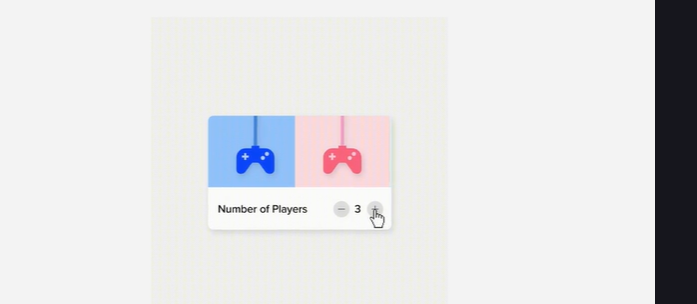 Number of Players − 3 +